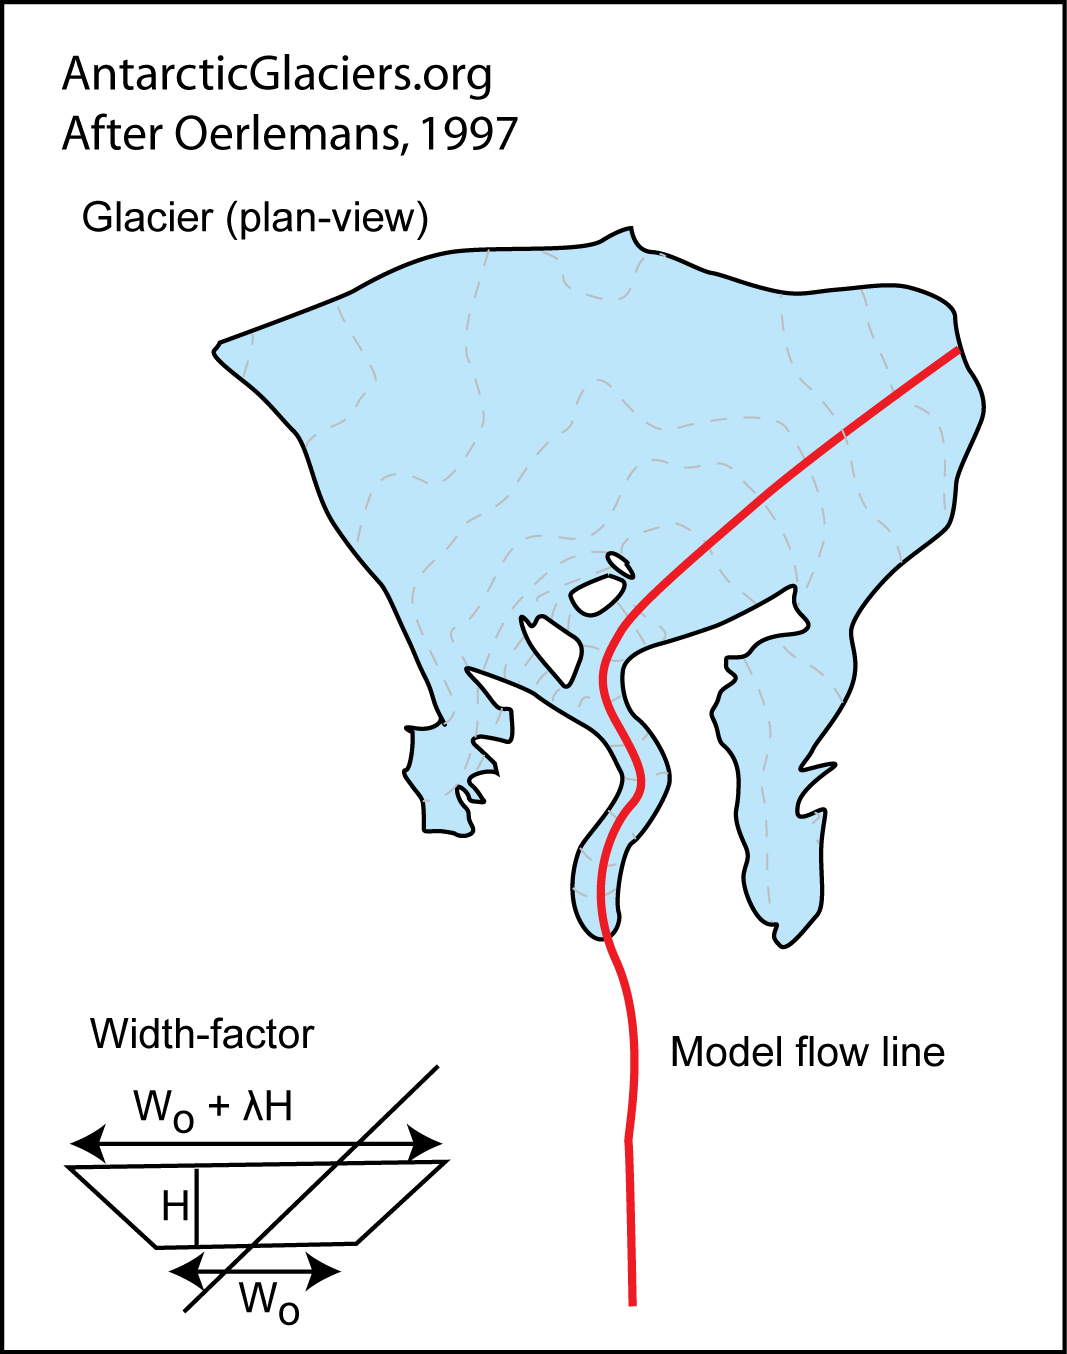 AntarcticGlaciers.org
After Oerlemans, 1997
Glacier (plan-view)
Width-factor
Wo + λH
H
Wo
Model flow line